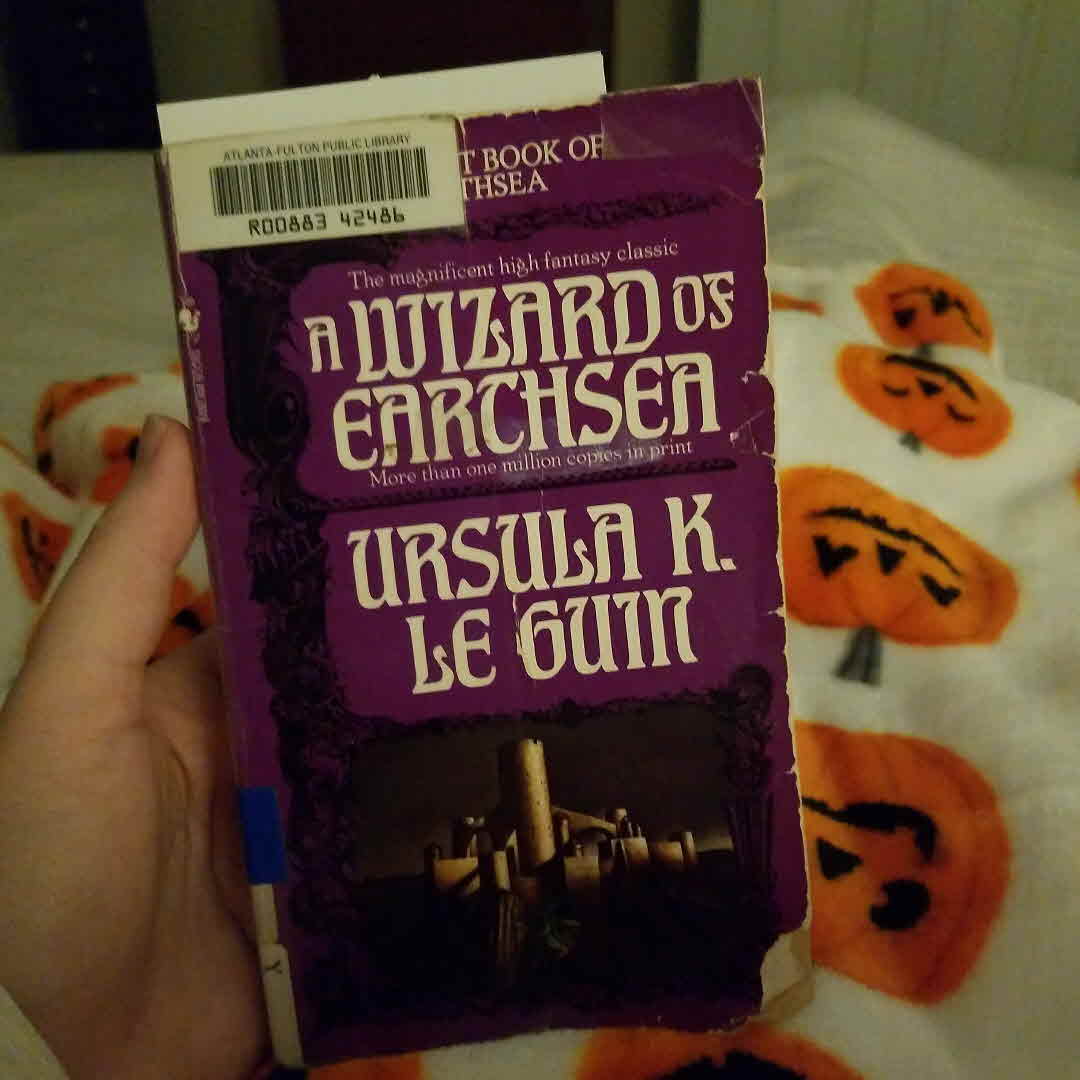 ATLANTA-FULTON PUBLIC LIBRARY
R00883 42486
T BOOK OF
THSEA
The magnificent high fantasy classic
A WIZARD OF
EARTHSEA
More than one million copies in print
URSULA K.
LE GUIN
Y